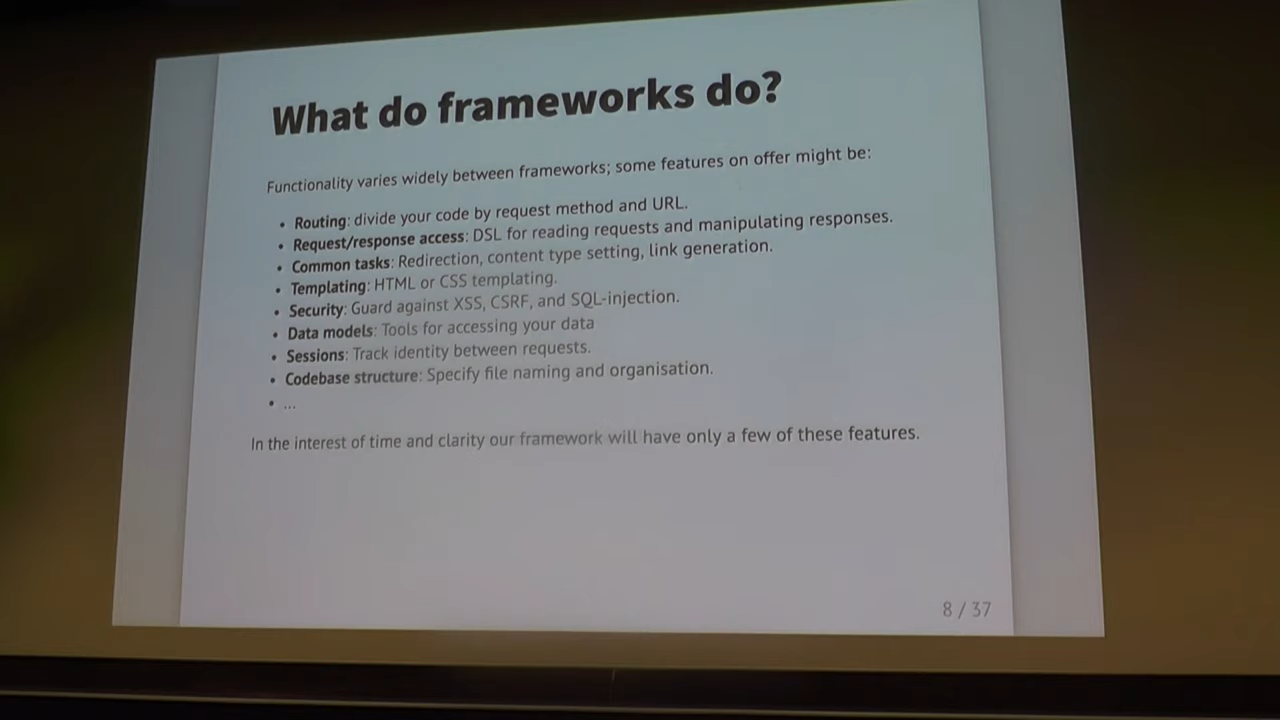 What do frameworks do?
Functionality varies widely between frameworks; some features on offer might be:
• Routing: divide your code by request method and URL.
• Request/response access: DSL for reading requests and manipulating responses.
• Common tasks: Redirection, content type setting, link generation.
• Templating: HTML or CSS templating.
• Security: Guard against XSS, CSRF, and SQL-injection.
• Data models: Tools for accessing your data
• Sessions: Track identity between requests.
• Codebase structure: Specify file naming and organisation.
• ...
In the interest of time and clarity our framework will have only a few of these features.
8 / 37